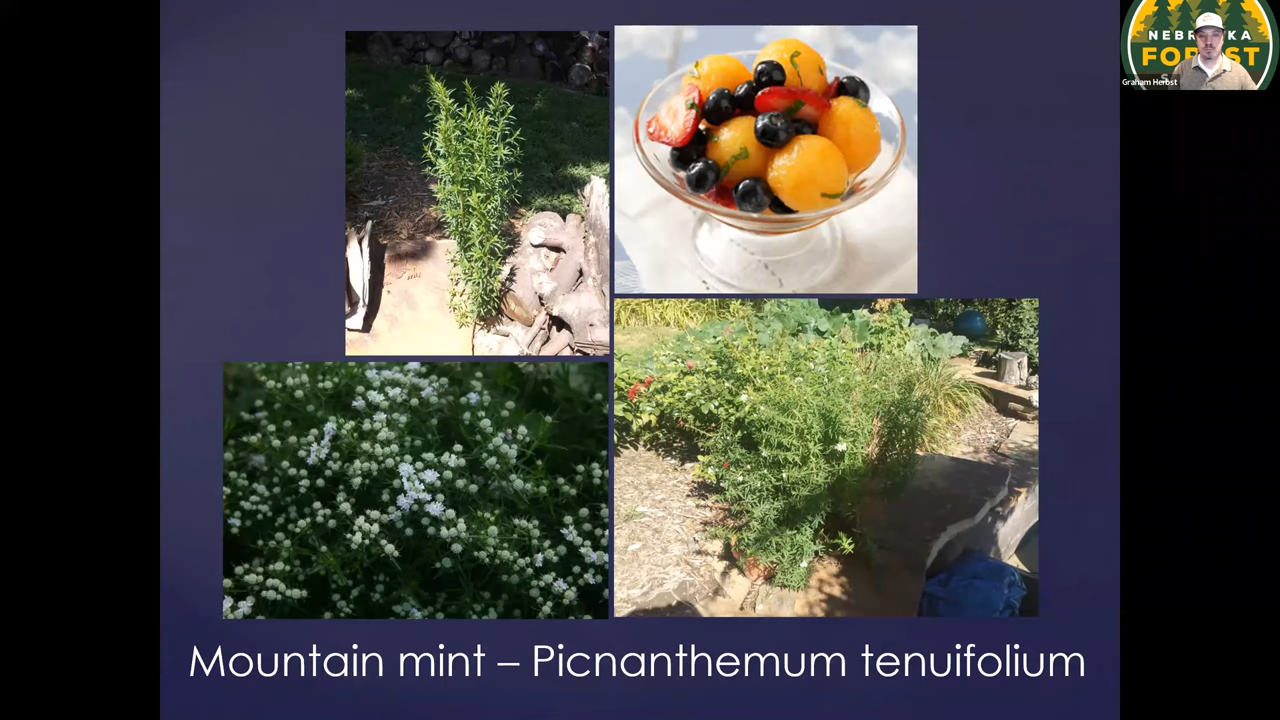 NEBRASKA
FOREST
Graham Herbst
Mountain mint – Picnanthemum tenuifolium